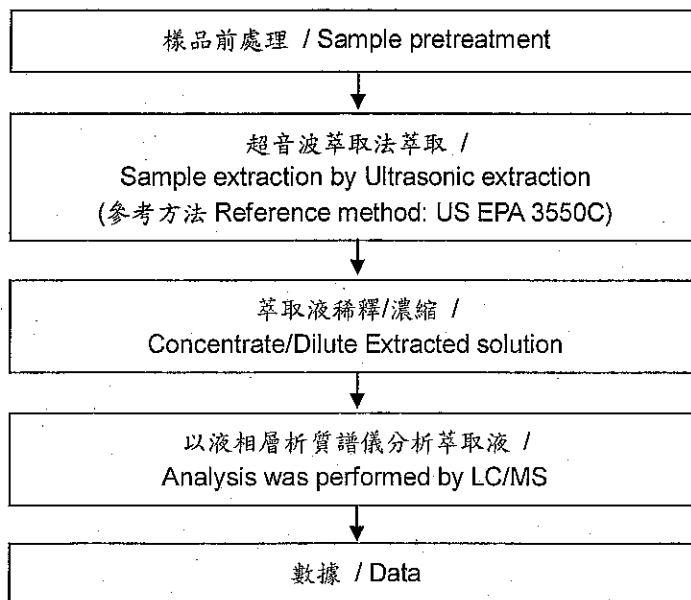 樣品前處理 / Sample pretreatment
超音波萃取法萃取 /
Sample extraction by Ultrasonic extraction
(參考方法 Reference method: US EPA 3550C)
萃取液稀釋/濃縮 /
Concentrate/Dilute Extracted solution
以液相層析質譜儀分析萃取液 /
Analysis was performed by LC/MS
數據 / Data